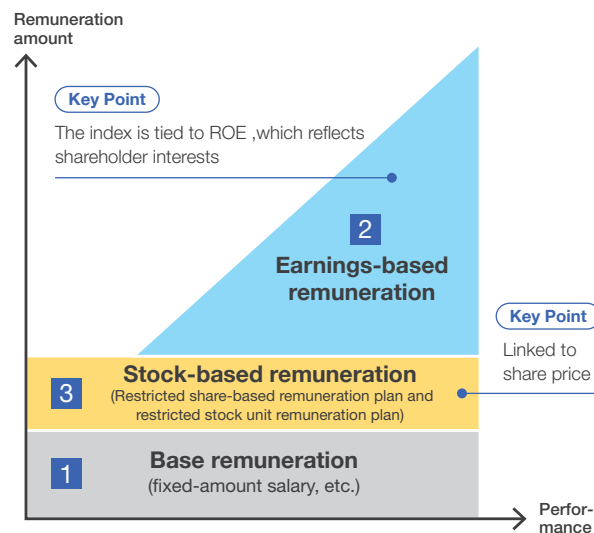 Remuneration
amount
Key Point
The index is tied to ROE ,which reflects
shareholder interests
2
Earnings-based
remuneration
Key Point
Linked to
share price
3
Stock-based remuneration
(Restricted share-based remuneration plan and
restricted stock unit remuneration plan)
1
Base remuneration
(fixed-amount salary, etc.)
Perfor-
mance